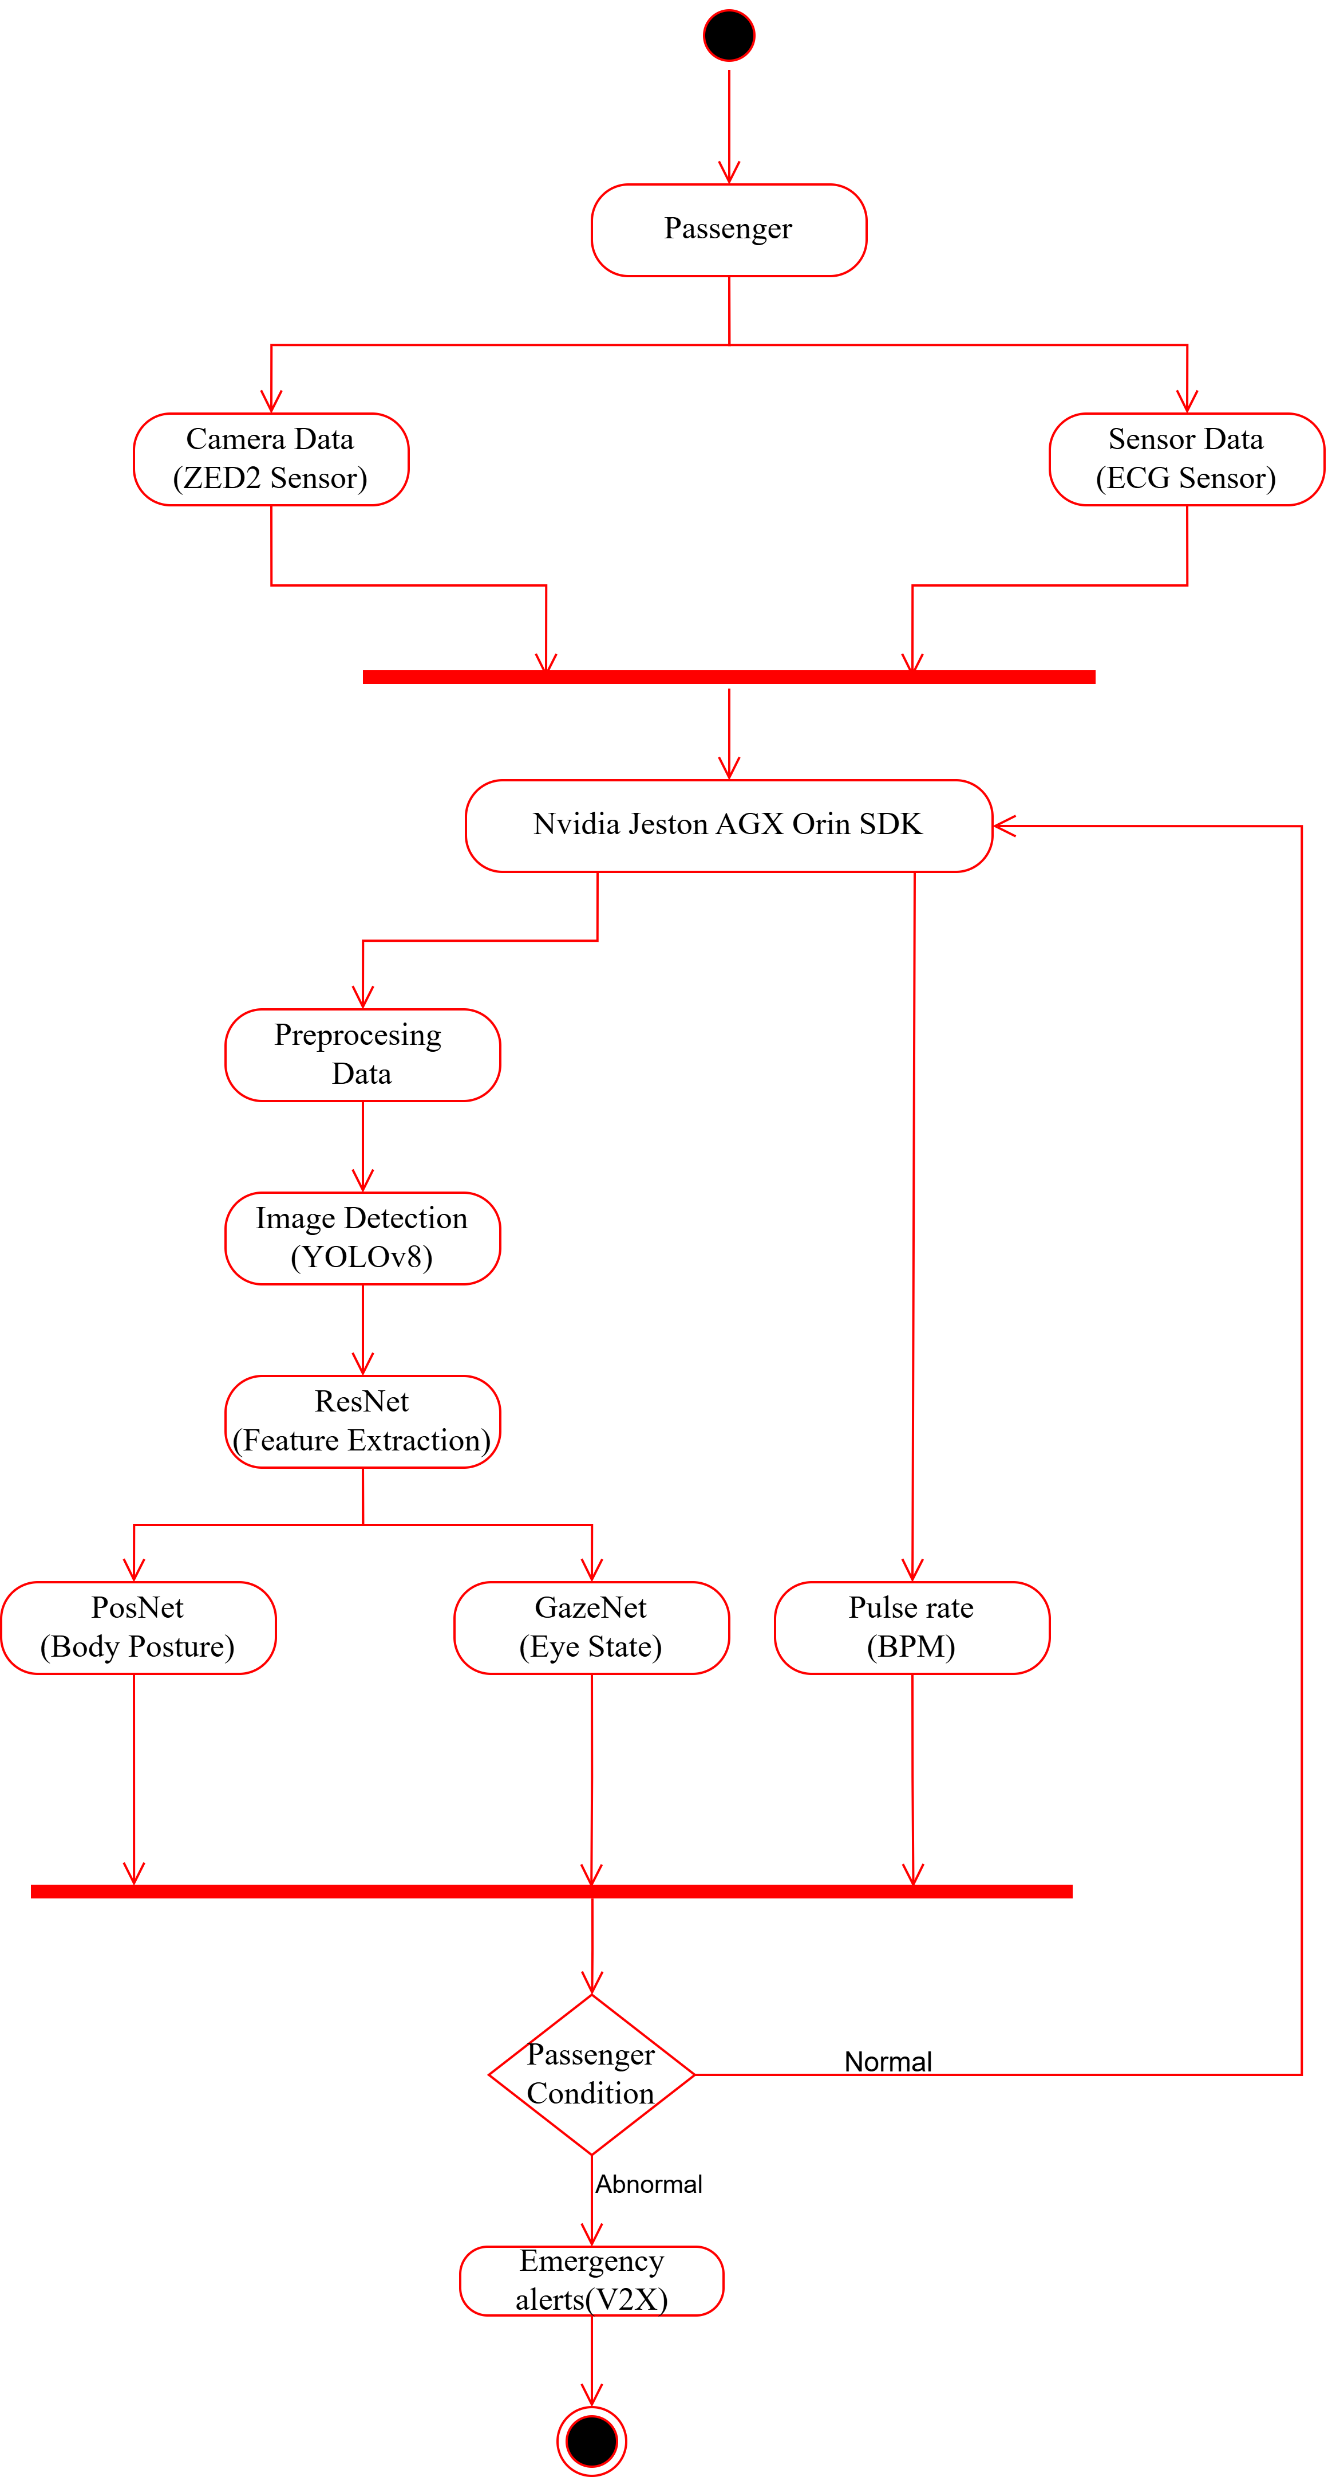 Passenger
Camera Data
(ZED2 Sensor)
Sensor Data
(ECG Sensor)
Nvidia Jeston AGX Orin SDK
Preprocesing
Data
Image Detection
(YOLOv8)
ResNet
(Feature Extraction)
PosNet
(Body Posture)
GazeNet
(Eye State)
Pulse rate
(BPM)
Passenger
Condition
Normal
Abnormal
Emergency
alerts(V2X)